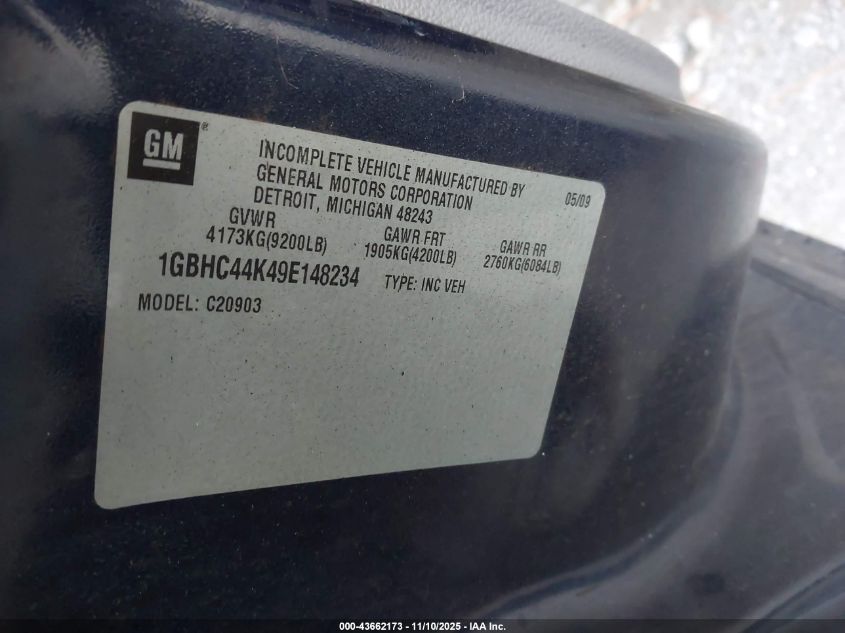 GM ®
INCOMPLETE VEHICLE MANUFACTURED BY
GENERAL MOTORS CORPORATION
DETROIT, MICHIGAN 48243
05/09
GVWR
4173KG(9200LB)
GAWR FRT
1905KG(4200LB)
GAWR RR
2760KG(6084LB)
1GBHC44K49E148234
TYPE: INC VEH
MODEL: C20903
000-43662173 - 11/10/2025 - IAA Inc.